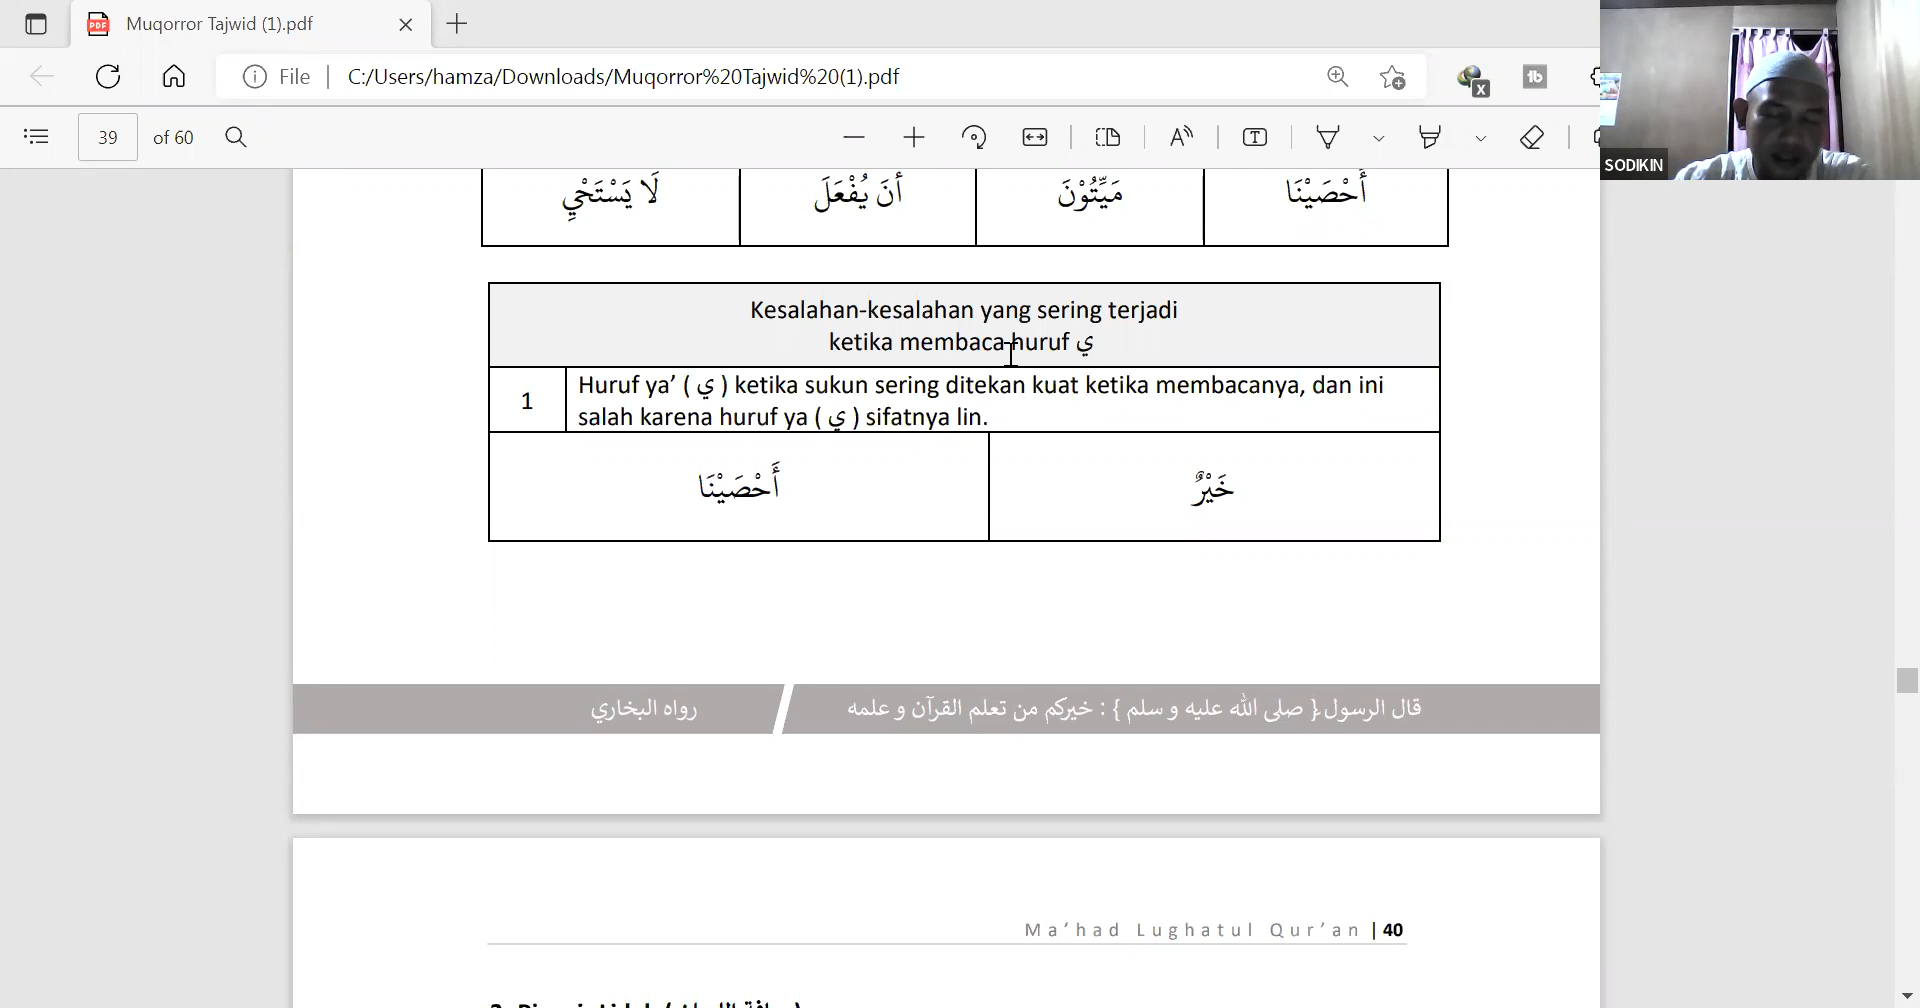 Muqorror Tajwid (1).pdf
File | C:/Users/hamza/Downloads/Muqorror%20Tajwid%20(1).pdf
39 of 60
SODIKIN
أَحْصَيْنَا مَيِّتُوْنَ أَنَ يُفْعَلَ لَا يَسْتَحْيِ
Kesalahan-kesalahan yang sering terjadi
ketika membaca huruf ي
1 Huruf ya’ ( ي ) ketika sukun sering ditekan kuat ketika membacanya, dan ini
salah karena huruf ya ( ي ) sifatnya lin.
خَيْرٌ أَحْصَيْنَا
قال الرسول { صلى الله عليه و سلم } : خيركم من تعلم القرآن و علمه رواه البخاري
Ma’had Lughatul Qur’an | 40